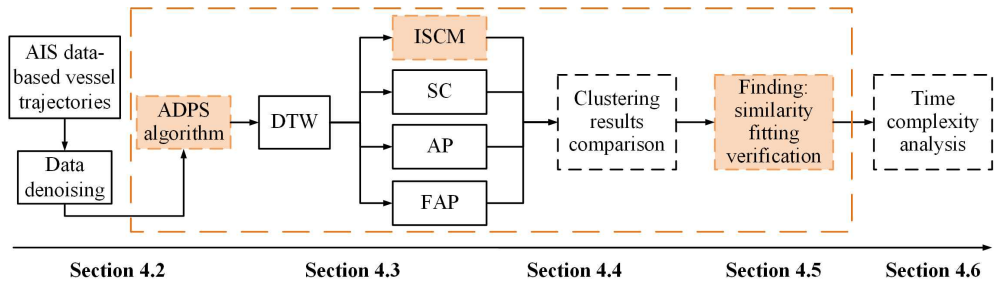 AIS data-
based vessel
trajectories
Data
denoising
ADPS
algorithm
DTW
ISCM
SC
AP
FAP
Clustering
results
comparison
Finding:
similarity
fitting
verification
Time
complexity
analysis
Section 4.2
Section 4.3
Section 4.4
Section 4.5
Section 4.6